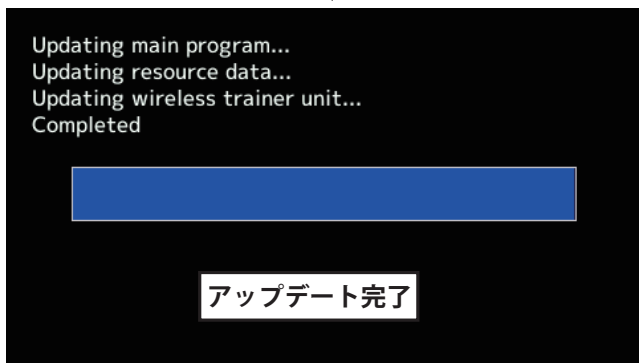 Updating main program...
Updating resource data...
Updating wireless trainer unit...
Completed
アップデート完了